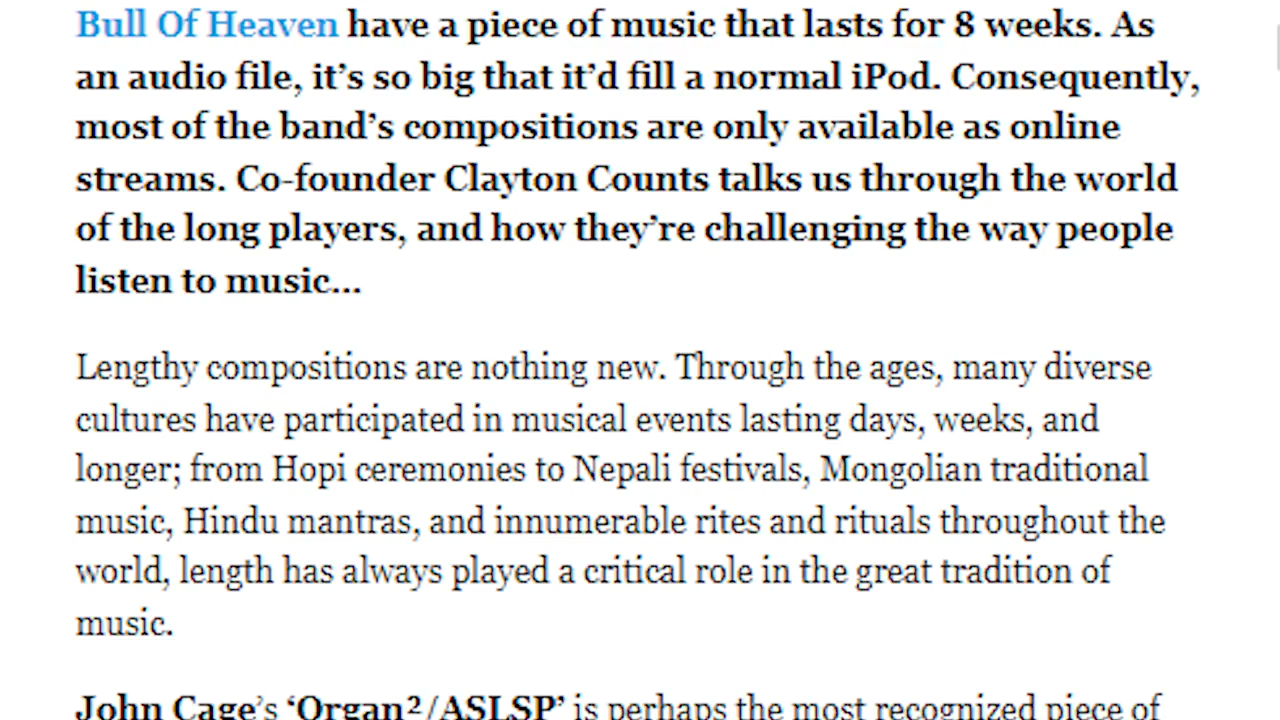 Bull Of Heaven have a piece of music that lasts for 8 weeks. As
an audio file, it’s so big that it’d fill a normal iPod. Consequently,
most of the band’s compositions are only available as online
streams. Co-founder Clayton Counts talks us through the world
of the long players, and how they’re challenging the way people
listen to music...
Lengthy compositions are nothing new. Through the ages, many diverse
cultures have participated in musical events lasting days, weeks, and
longer; from Hopi ceremonies to Nepali festivals, Mongolian traditional
music, Hindu mantras, and innumerable rites and rituals throughout the
world, length has always played a critical role in the great tradition of
music.
John Cage’s ‘Organ²/ASLSP’ is perhaps the most recognized piece of